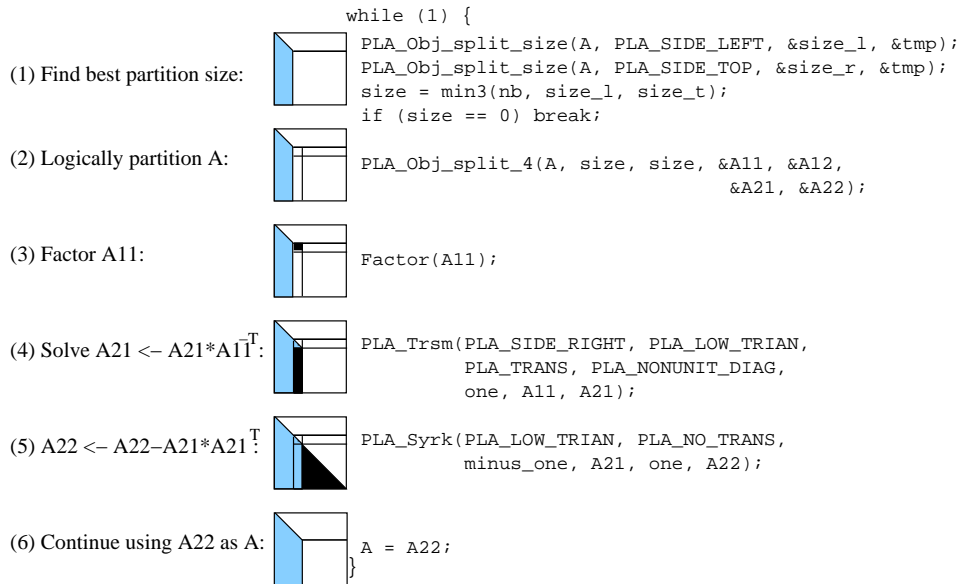 while (1) {
(1) Find best partition size:
PLA_Obj_split_size(A, PLA_SIDE_LEFT, &size_l, &tmp);
PLA_Obj_split_size(A, PLA_SIDE_TOP, &size_r, &tmp);
size = min3(nb, size_l, size_t);
if (size == 0) break;
(2) Logically partition A:
PLA_Obj_split_4(A, size, size, &A11, &A12,
&A21, &A22);
(3) Factor A11:
Factor(A11);
(4) Solve A21 <– A21*A11–T:
PLA_Trsm(PLA_SIDE_RIGHT, PLA_LOW_TRIAN,
PLA_TRANS, PLA_NONUNIT_DIAG,
one, A11, A21);
(5) A22 <– A22–A21*A21T:
PLA_Syrk(PLA_LOW_TRIAN, PLA_NO_TRANS,
minus_one, A21, one, A22);
(6) Continue using A22 as A:
A = A22;
}